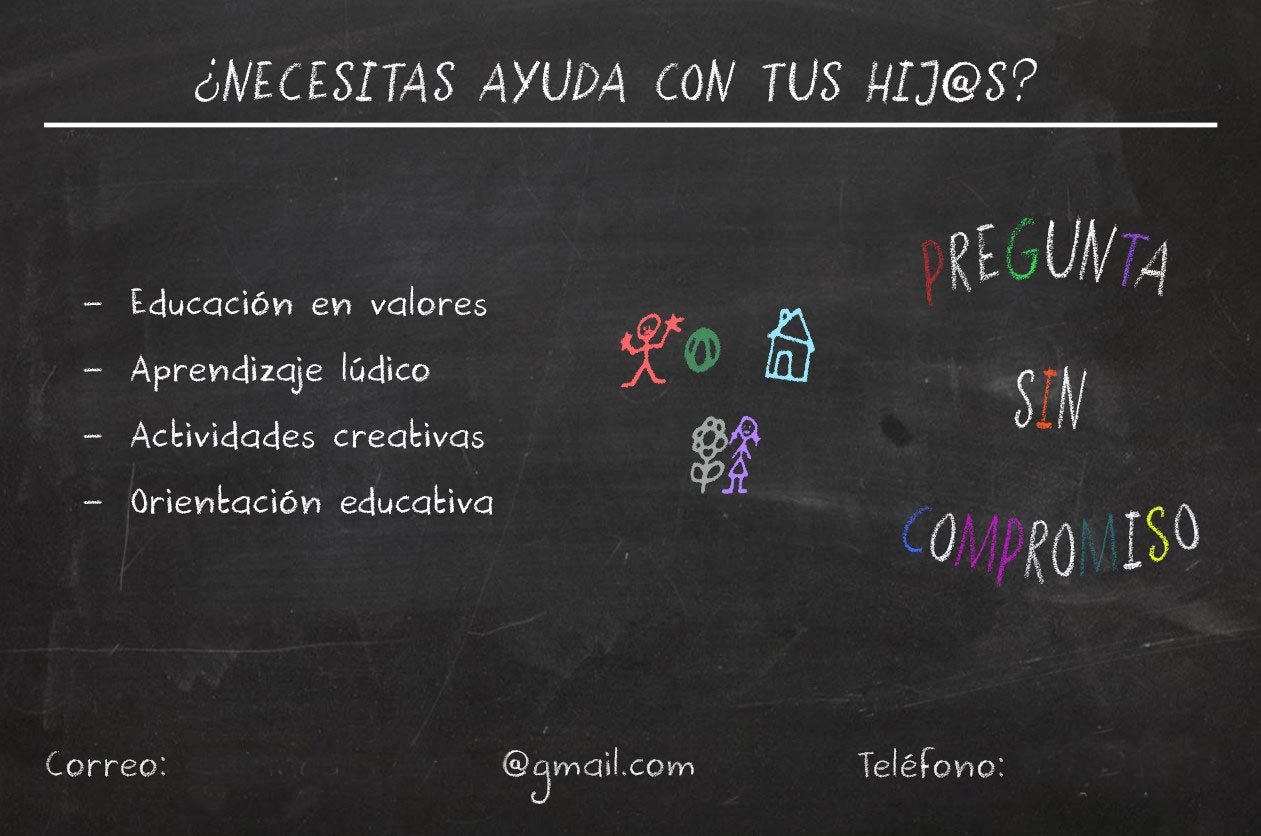 ¿NECESITAS AYUDA CON TUS HIJ@S?
- Educación en valores
- Aprendizaje lúdico
- Actividades creativas
- Orientación educativa
PREGUNTA
SIN
COMPROMISO
Correo: @gmail.com Teléfono: